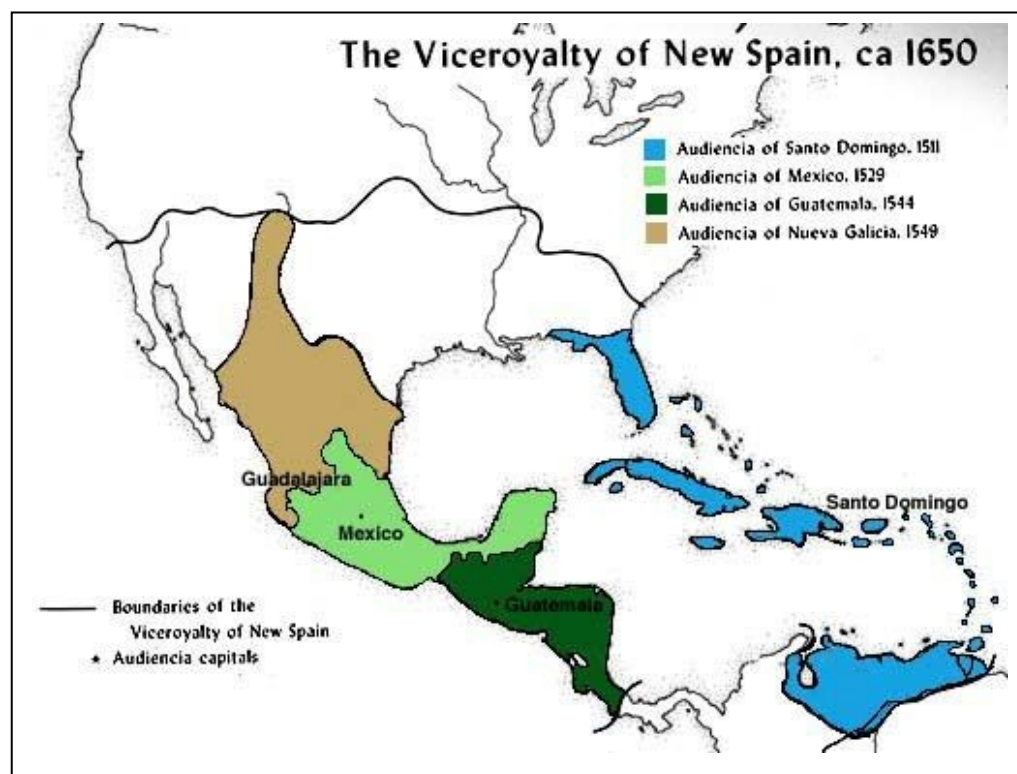 The Viceroyalty of New Spain, ca 1650
Audiencia of Santo Domingo, 1511
Audiencia of Mexico, 1529
Audiencia of Guatemala, 1544
Audiencia of Nueva Galicia, 1549
Guadalajara
Mexico
Santo Domingo
Guatemala
Boundaries of the
Viceroyalty of New Spain
* Audiencia capitals